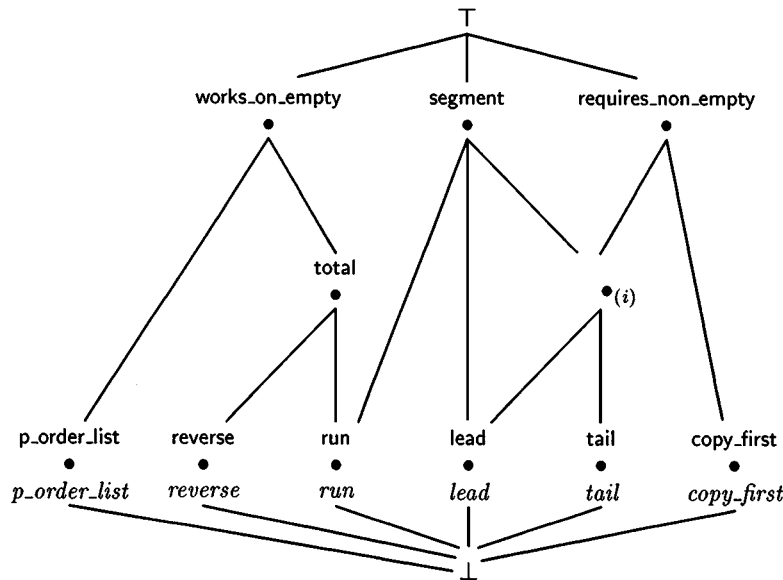 ⊤
works_on_empty segment requires_non_empty
total
(i)
p_order_list reverse run lead tail copy_first
p_order_list reverse run lead tail copy_first
⊥